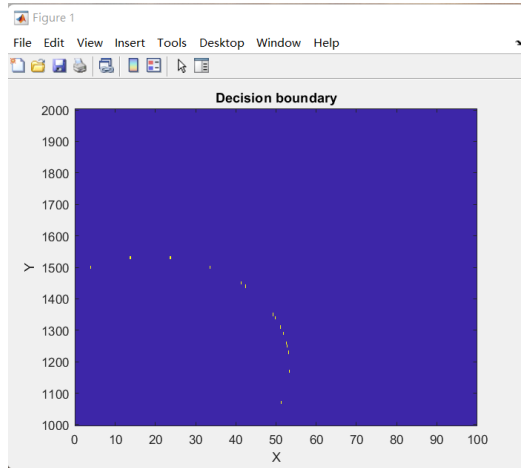 Figure 1
File Edit View Insert Tools Desktop Window Help
Decision boundary
2000
1900
1800
1700
1600
1500
1400
1300
1200
1100
1000
Y
0 10 20 30 40 50 60 70 80 90 100
X